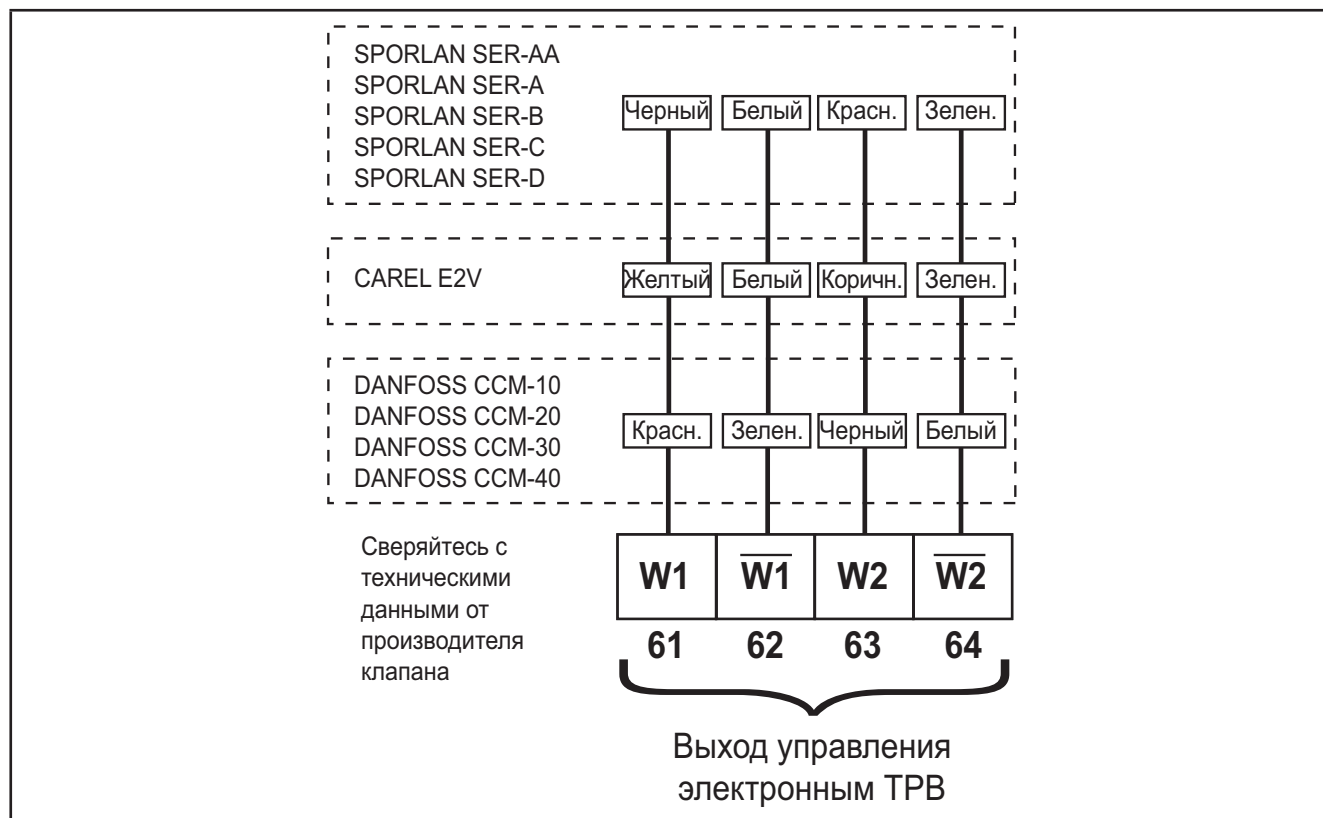 SPORLAN SER-AA
SPORLAN SER-A
SPORLAN SER-B
SPORLAN SER-C
SPORLAN SER-D
Черный Белый Красн. Зелен.
CAREL E2V
Желтый Белый Коричн. Зелен.
DANFOSS CCM-10
DANFOSS CCM-20
DANFOSS CCM-30
DANFOSS CCM-40
Красн. Зелен. Черный Белый
Сверяйтесь с
техническими
данными от
производителя
клапана
W1 W̅1̅ W2 W̅2̅
61 62 63 64
Выход управления
электронным ТРВ